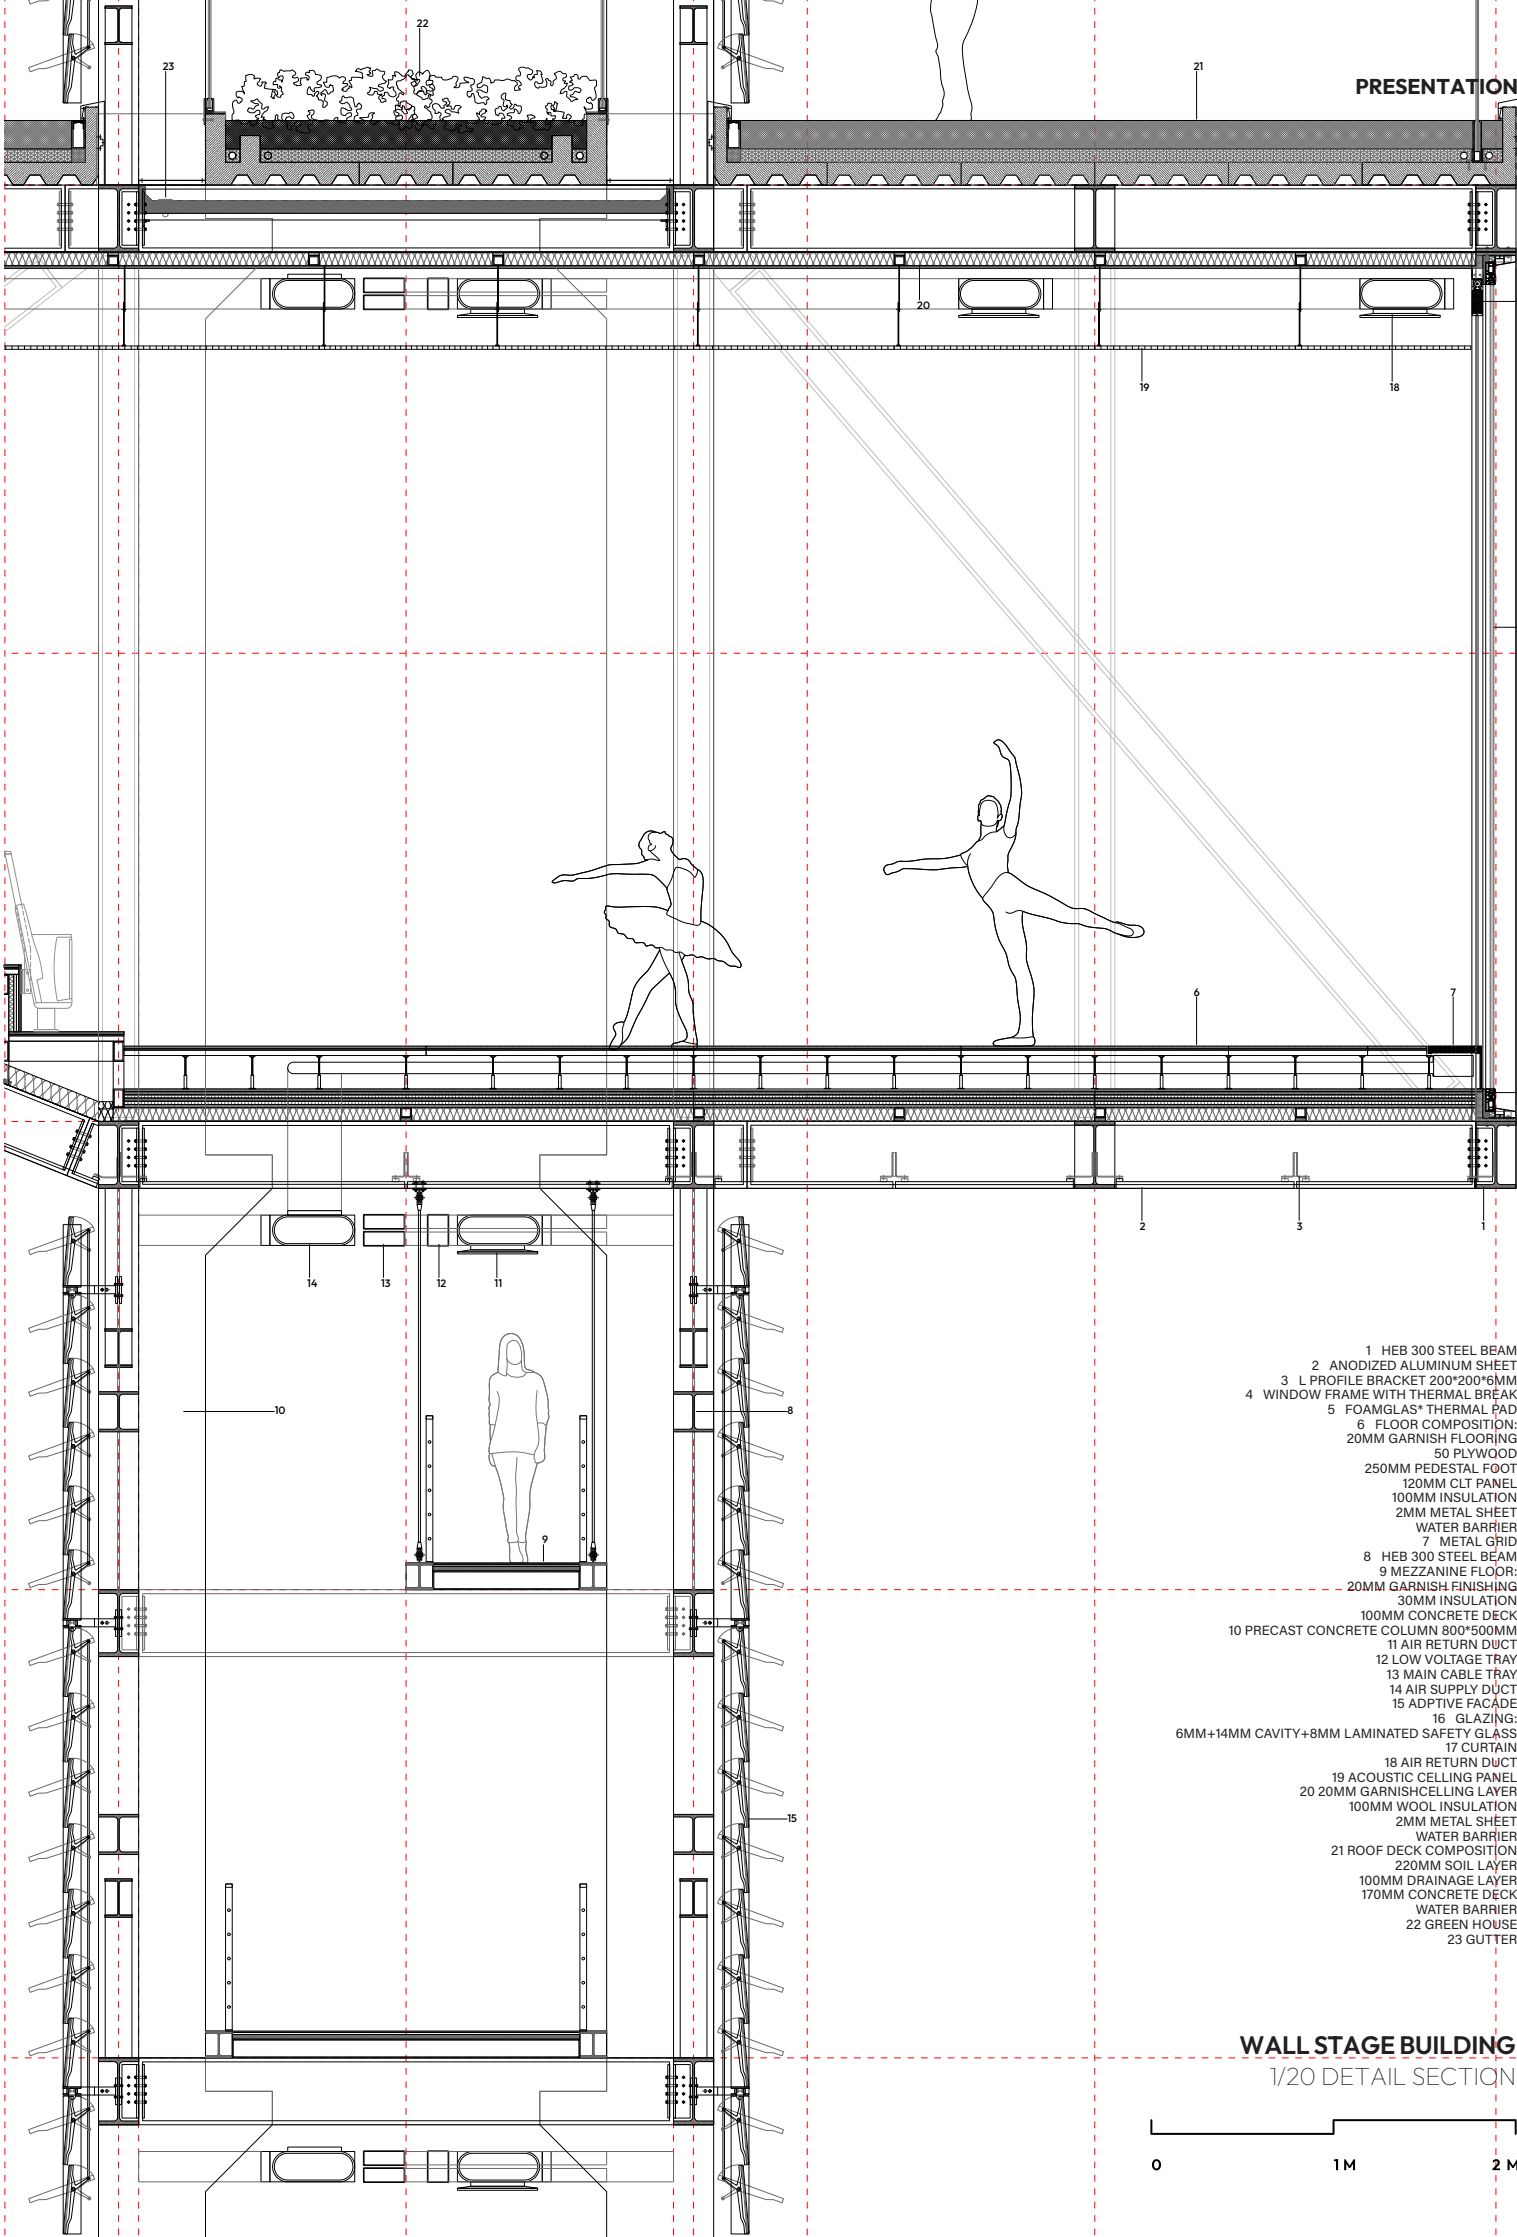 22
23
21
PRESENTATION
20
19
18
6
7
2
3
1
14
13
12
11
10
8
9
15
1 HEB 300 STEEL BEAM
2 ANODIZED ALUMINUM SHEET
3 L PROFILE BRACKET 200*200*6MM
4 WINDOW FRAME WITH THERMAL BREAK
5 FOAMGLAS* THERMAL PAD
6 FLOOR COMPOSITION:
20MM GARNISH FLOORING
50 PLYWOOD
250MM PEDESTAL FOOT
120MM CLT PANEL
100MM INSULATION
2MM METAL SHEET
WATER BARRIER
7 METAL GRID
8 HEB 300 STEEL BEAM
9 MEZZANINE FLOOR:
20MM GARNISH FINISHING
30MM INSULATION
100MM CONCRETE DECK
10 PRECAST CONCRETE COLUMN 800*500MM
11 AIR RETURN DUCT
12 LOW VOLTAGE TRAY
13 MAIN CABLE TRAY
14 AIR SUPPLY DUCT
15 ADPTIVE FACADE
16 GLAZING:
6MM+14MM CAVITY+8MM LAMINATED SAFETY GLASS
17 CURTAIN
18 AIR RETURN DUCT
19 ACOUSTIC CELLING PANEL
20 20MM GARNISHCELLING LAYER
100MM WOOL INSULATION
2MM METAL SHEET
WATER BARRIER
21 ROOF DECK COMPOSITION
220MM SOIL LAYER
100MM DRAINAGE LAYER
170MM CONCRETE DECK
WATER BARRIER
22 GREEN HOUSE
23 GUTTER
WALL STAGE BUILDING
1/20 DETAIL SECTION
0 1 M 2 M